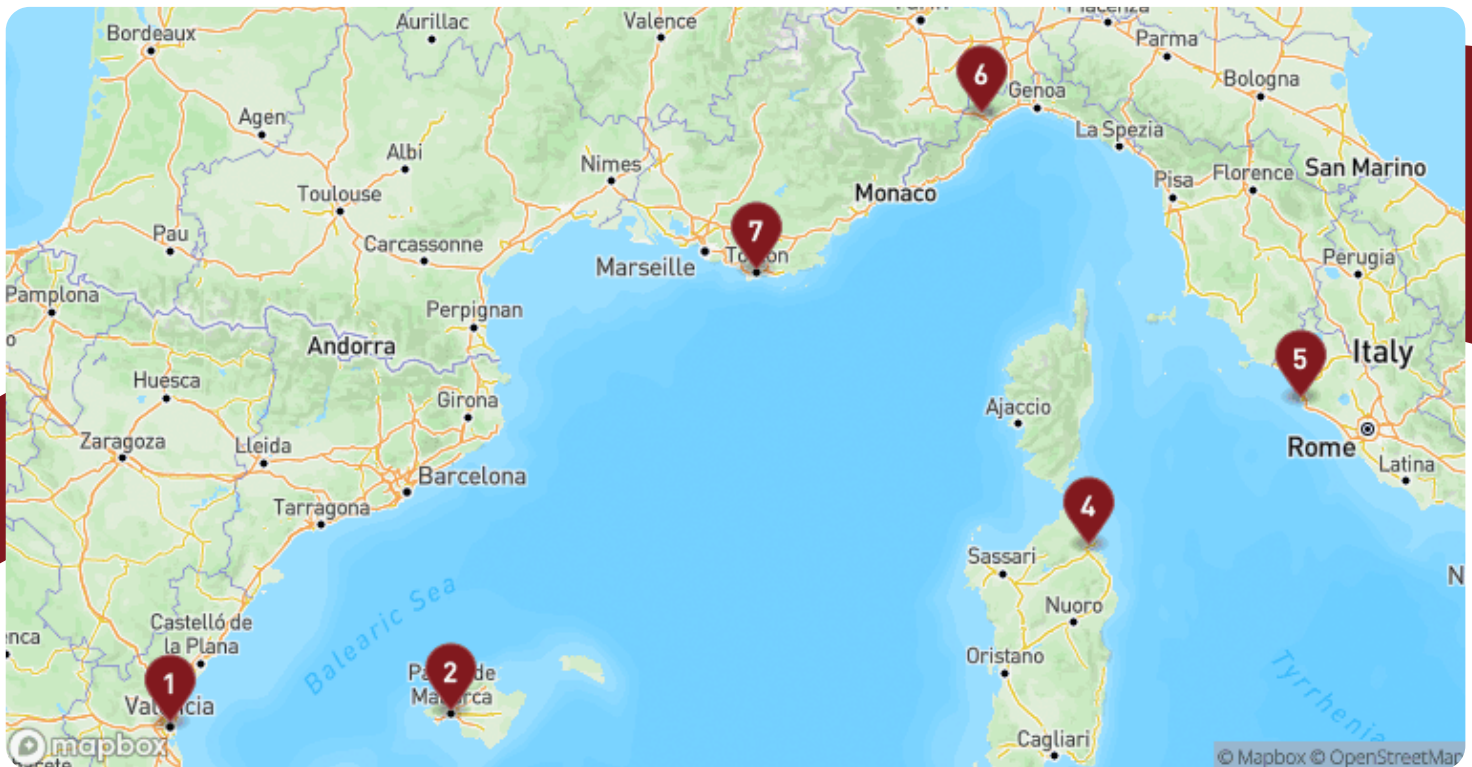 Aurillac
Valence
Bordeaux
Parma
6
Genoa
Bologna
Agen
La Spezia
Albi
Nimes
Florence
San Marino
Toulouse
Pisa
Monaco
Pau
7
Carcassonne
Marseille
Perugia
Pamplona
Perpignan
Andorra
5
Italy
Huesca
Girona
Ajaccio
Zaragoza
Lleida
Rome
Barcelona
Latina
Tarragona
4
Sassari
Balearic Sea
Nuoro
Castelló de
la Plana
Oristano
1
2
Tyrrhenia
Cagliari
mapbox
© Mapbox © OpenStreetMap